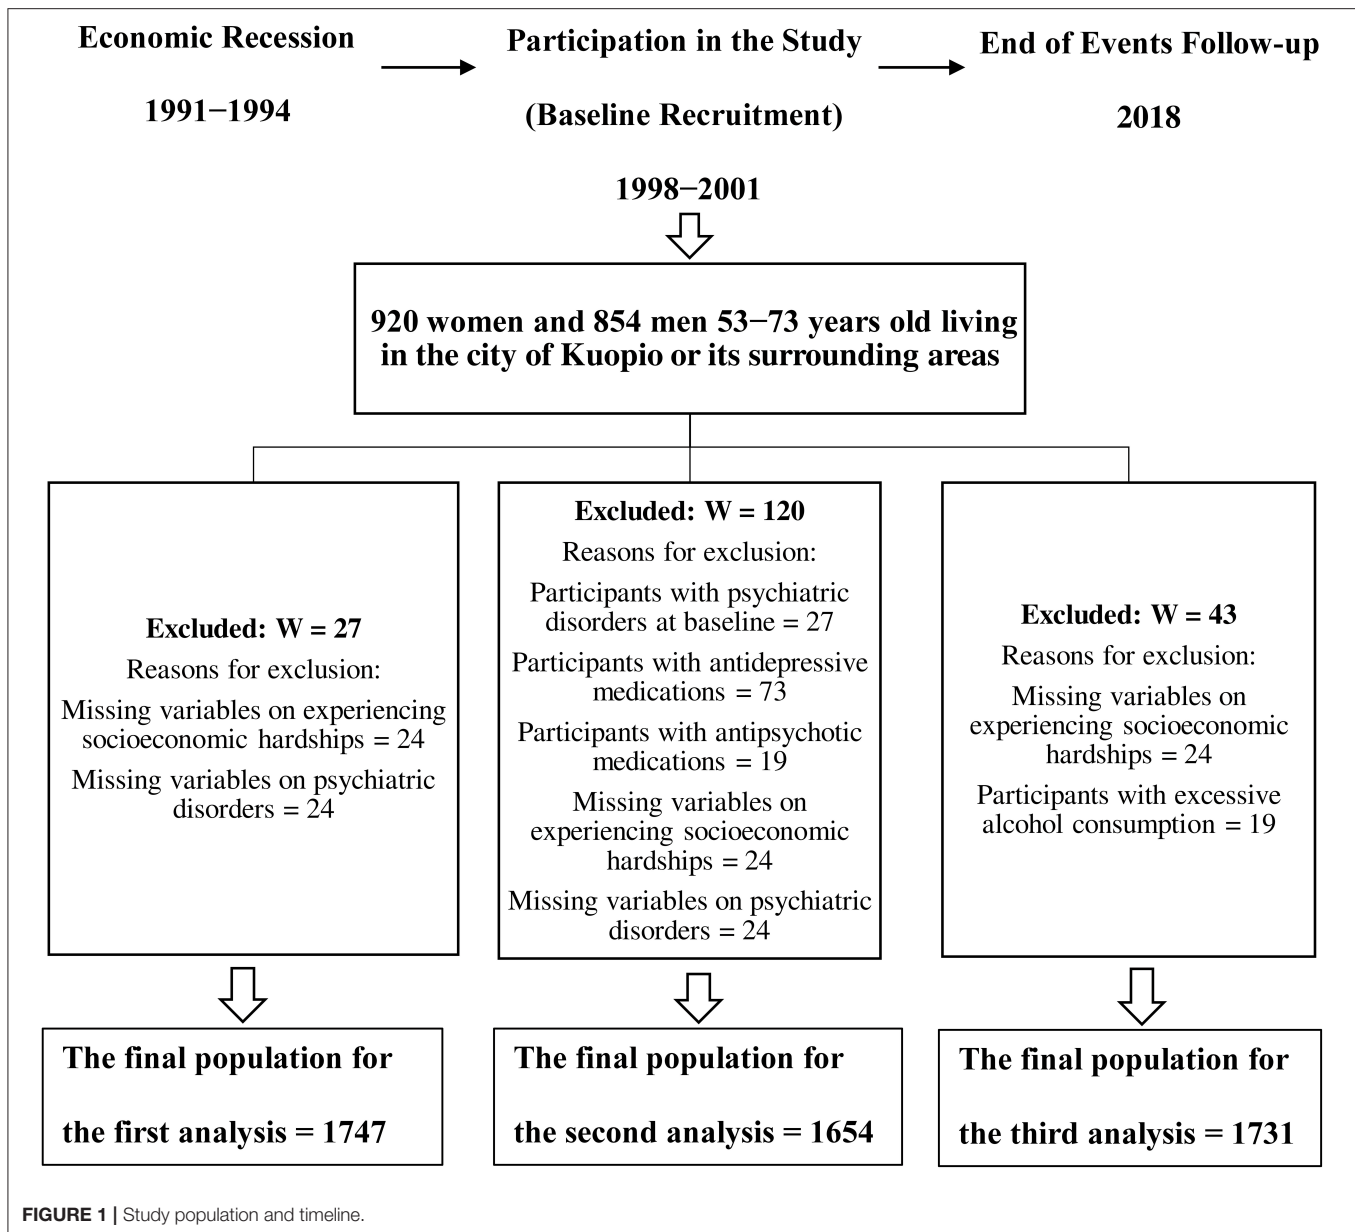 Economic Recession
1991–1994
Participation in the Study
(Baseline Recruitment)
1998–2001
End of Events Follow-up
2018
920 women and 854 men 53–73 years old living
in the city of Kuopio or its surrounding areas
Excluded: W = 27
Reasons for exclusion:
Missing variables on experiencing
socioeconomic hardships = 24
Missing variables on psychiatric
disorders = 24
Excluded: W = 120
Reasons for exclusion:
Participants with psychiatric
disorders at baseline = 27
Participants with antidepressive
medications = 73
Participants with antipsychotic
medications = 19
Missing variables on
experiencing socioeconomic
hardships = 24
Missing variables on psychiatric
disorders = 24
Excluded: W = 43
Reasons for exclusion:
Missing variables on
experiencing socioeconomic
hardships = 24
Participants with excessive
alcohol consumption = 19
The final population for
the first analysis = 1747
The final population for
the second analysis = 1654
The final population for
the third analysis = 1731
FIGURE 1 | Study population and timeline.